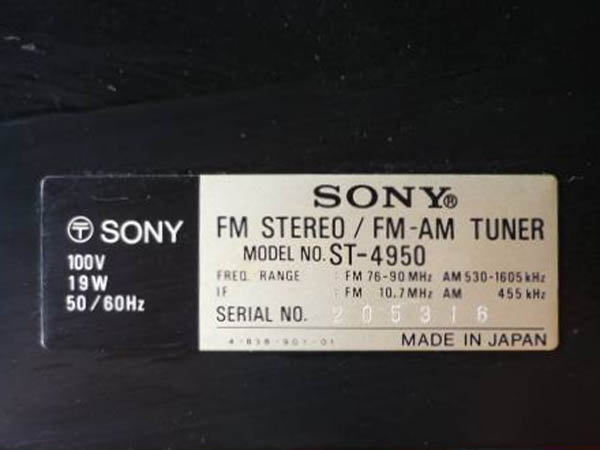 〒 SONY
100V
19W
50/60Hz
SONY®
FM STEREO / FM-AM TUNER
MODEL NO. ST-4950
FREQ. RANGE : FM 76-90 MHz AM 530-1605 kHz
IF : FM 10.7 MHz AM 455 kHz
SERIAL NO. 205316
4-838-901-01 MADE IN JAPAN